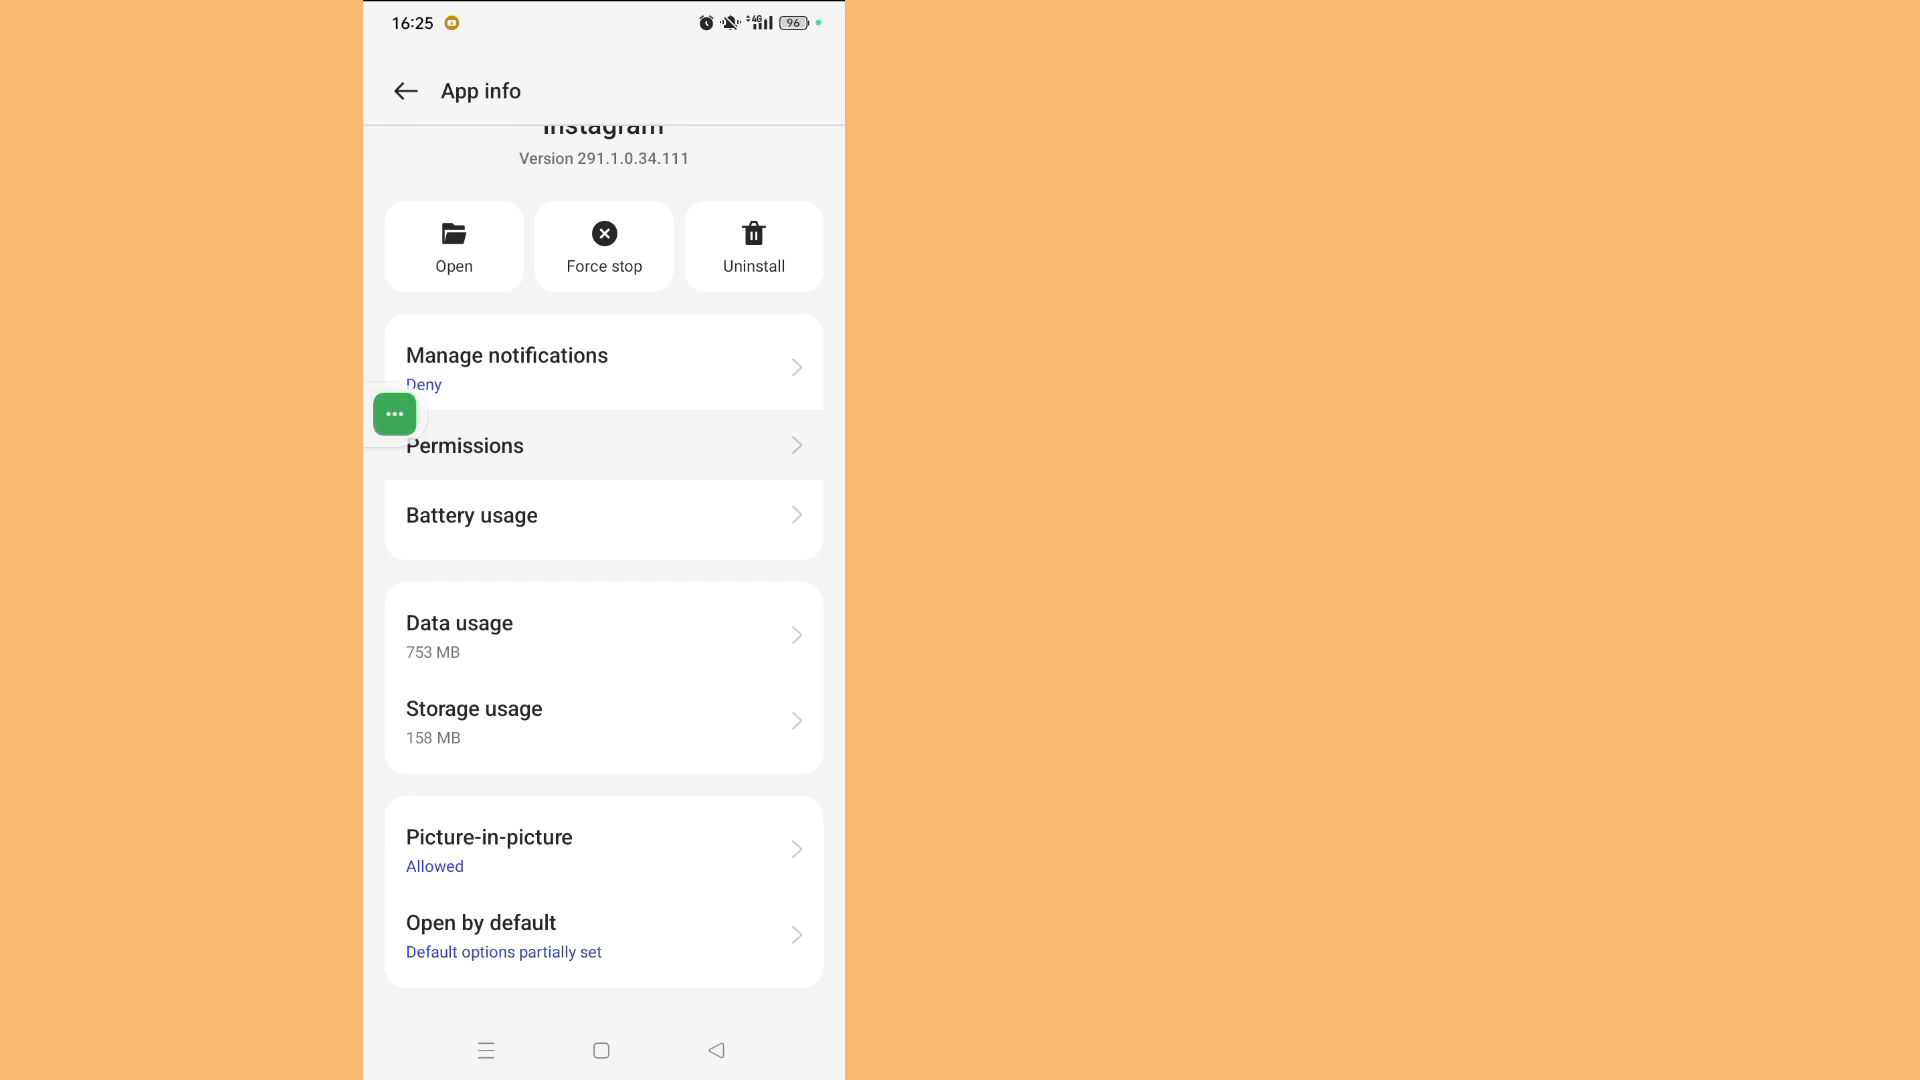 16:25
4G
96
App info
Instagram
Version 291.1.0.34.111
Open
Force stop
Uninstall
Manage notifications
Deny
Permissions
Battery usage
Data usage
753 MB
Storage usage
158 MB
Picture-in-picture
Allowed
Open by default
Default options partially set